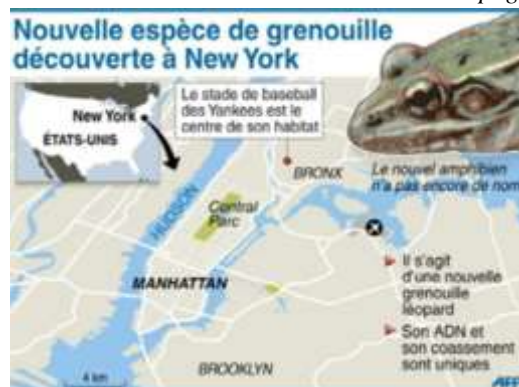 Nouvelle espèce de grenouille
découverte à New York
New York
ÉTATS-UNIS
Le stade de baseball
des Yankees est le
centre de son habitat
BRONX
Le nouvel amphibien
n'a pas encore de nom
HUDSON
Central
Parc
MANHATTAN
Il s'agit
d'une nouvelle
grenouille
léopard
Son ADN et
son coassement
sont uniques
BROOKLYN
4 km
AFP